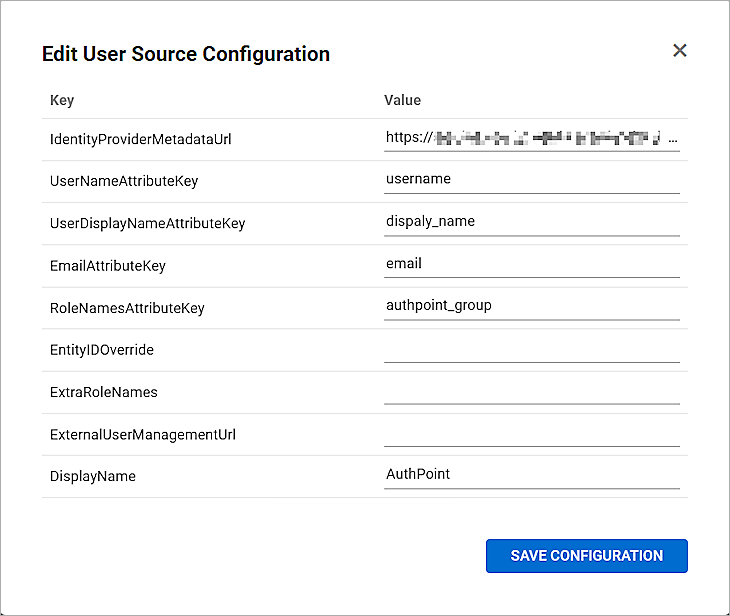 Edit User Source Configuration
Key Value
IdentityProviderMetadataUrl https:// ...
UserNameAttributeKey username
UserDisplayNameAttributeKey dispaly_name
EmailAttributeKey email
RoleNamesAttributeKey authpoint_group
EntityIDOverride
ExtraRoleNames
ExternalUserManagementUrl
DisplayName AuthPoint
SAVE CONFIGURATION